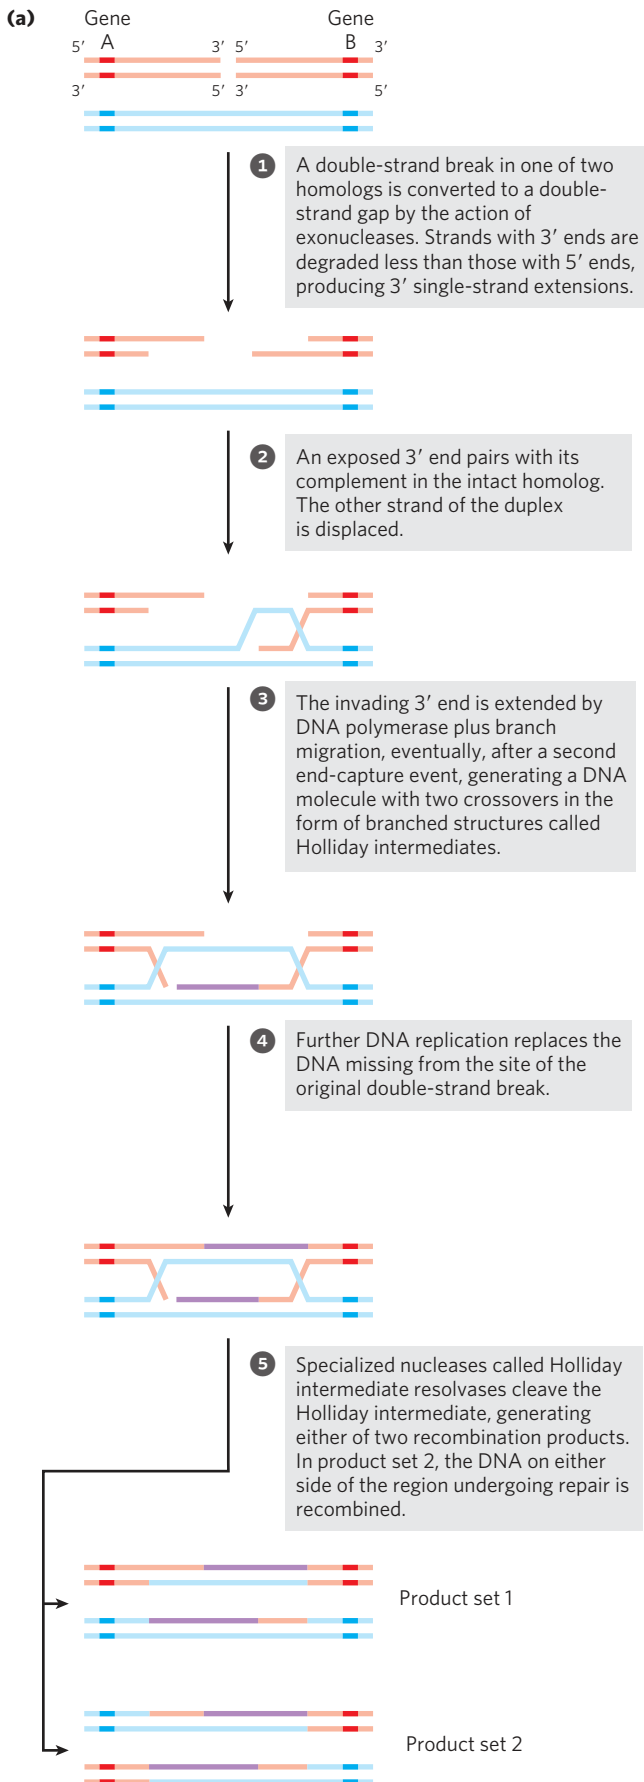 (a)
Gene Gene
5′ A 3′ 5′ B 3′
3′ 5′ 3′ 5′
1 A double-strand break in one of two
homologs is converted to a double-
strand gap by the action of
exonucleases. Strands with 3′ ends are
degraded less than those with 5′ ends,
producing 3′ single-strand extensions.
2 An exposed 3′ end pairs with its
complement in the intact homolog.
The other strand of the duplex
is displaced.
3 The invading 3′ end is extended by
DNA polymerase plus branch
migration, eventually, after a second
end-capture event, generating a DNA
molecule with two crossovers in the
form of branched structures called
Holliday intermediates.
4 Further DNA replication replaces the
DNA missing from the site of the
original double-strand break.
5 Specialized nucleases called Holliday
intermediate resolvases cleave the
Holliday intermediate, generating
either of two recombination products.
In product set 2, the DNA on either
side of the region undergoing repair is
recombined.
Product set 1
Product set 2